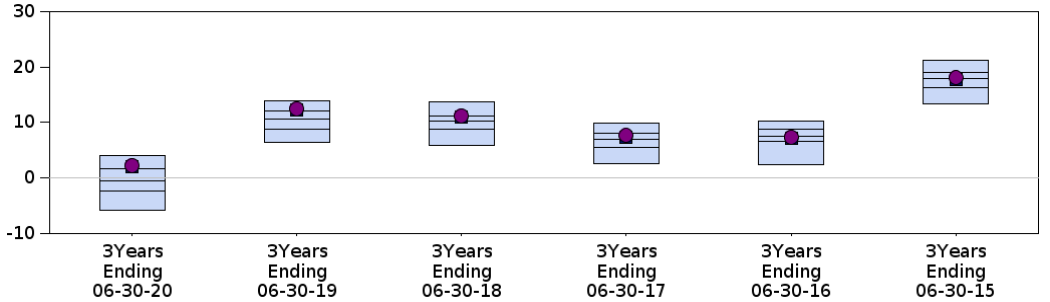 30
20
10
0
-10
3Years
Ending
06-30-20
3Years
Ending
06-30-19
3Years
Ending
06-30-18
3Years
Ending
06-30-17
3Years
Ending
06-30-16
3Years
Ending
06-30-15